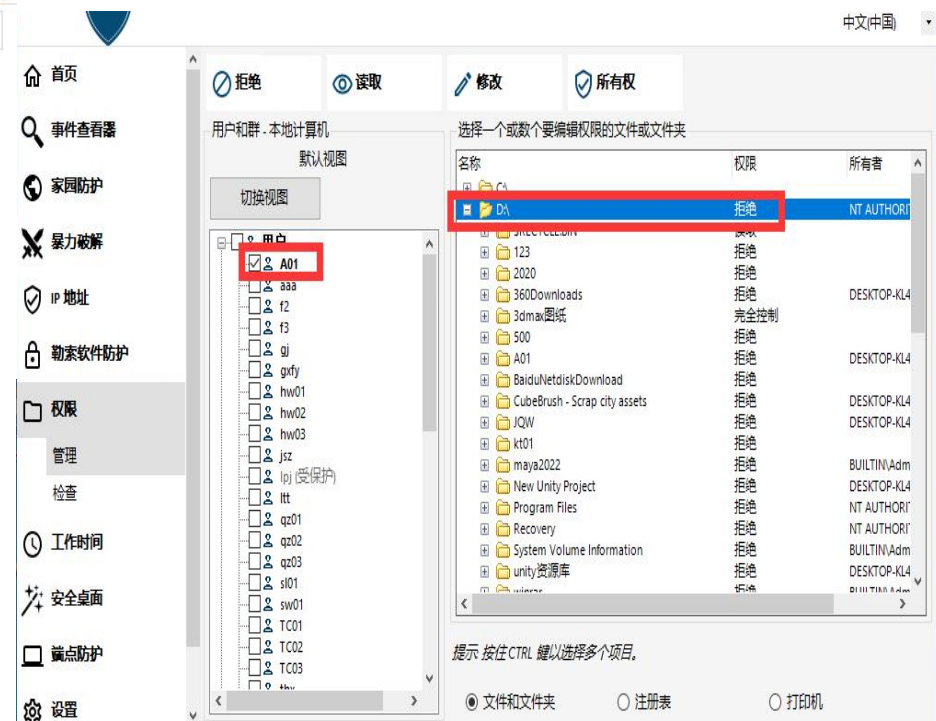 中文(中国)
首页
事件查看器
家园防护
暴力破解
IP 地址
勒索软件防护
权限
管理
检查
工作时间
安全桌面
端点防护
设置
拒绝
读取
修改
所有权
用户和群 - 本地计算机
默认视图
切换视图
用户
A01
aaa
f2
f3
gj
gxfy
hw01
hw02
hw03
jsz
lpj (受保护)
ltt
qz01
qz02
qz03
sl01
sw01
TC01
TC02
TC03
选择一个或数个要编辑权限的文件或文件夹
名称 权限 所有者
C:\
D:\ 拒绝 NT AUTHORI
$RECYCLE.BIN 读取
123 拒绝
2020 拒绝
360Downloads 拒绝 DESKTOP-KL4
3dmax图纸 完全控制
500 拒绝
A01 拒绝 DESKTOP-KL4
BaiduNetdiskDownload 拒绝
CubeBrush - Scrap city assets 拒绝 DESKTOP-KL4
JQW 拒绝 DESKTOP-KL4
kt01 拒绝
maya2022 拒绝 BUILTIN\Adm
New Unity Project 拒绝 DESKTOP-KL4
Program Files 拒绝 NT AUTHORI
Recovery 拒绝 NT AUTHORI
System Volume Information 拒绝 BUILTIN\Adm
unity资源库 拒绝 DESKTOP-KL4
winrar 拒绝 BUILTIN\Adm
提示 按住 CTRL 键以选择多个项目。
文件和文件夹 注册表 打印机